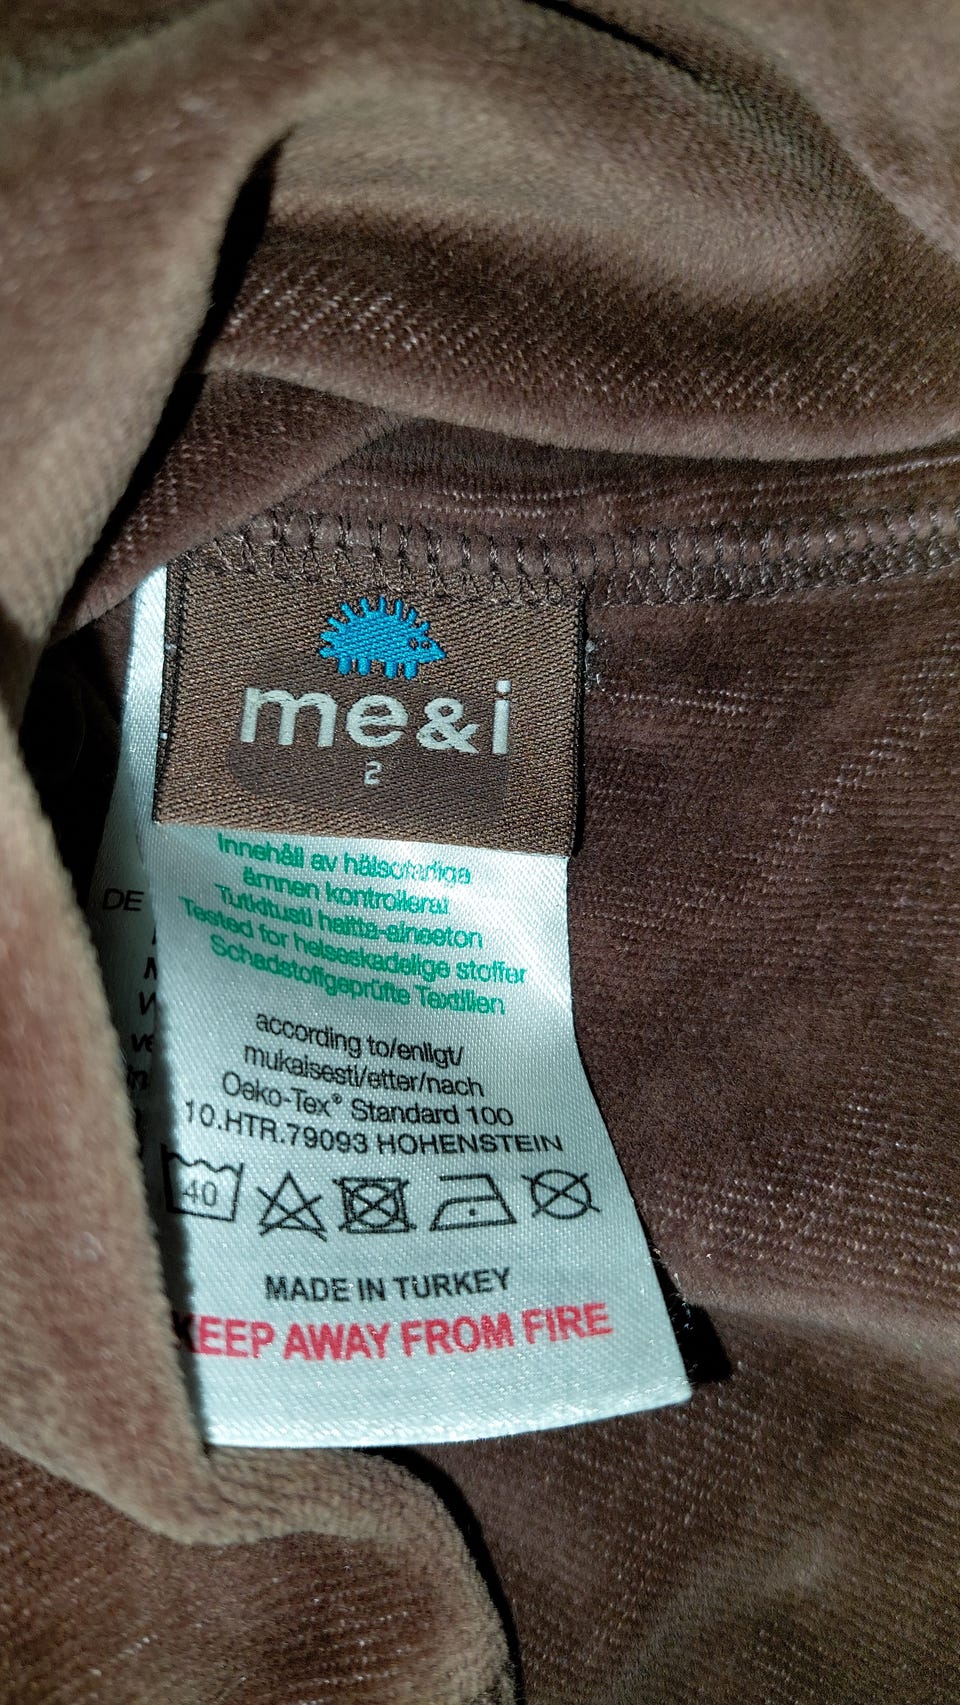 me&i
2
Innehåll av hälsofarliga
ämnen kontrollerat
Tutkitusti haitta-aineeton
Tested for helseskadelige stoffer
Schadstoffgeprüfte Textilien
according to/enligt/
mukaisesti/etter/nach
Oeko-Tex® Standard 100
10.HTR.79093 HOHENSTEIN
40
MADE IN TURKEY
KEEP AWAY FROM FIRE
DE